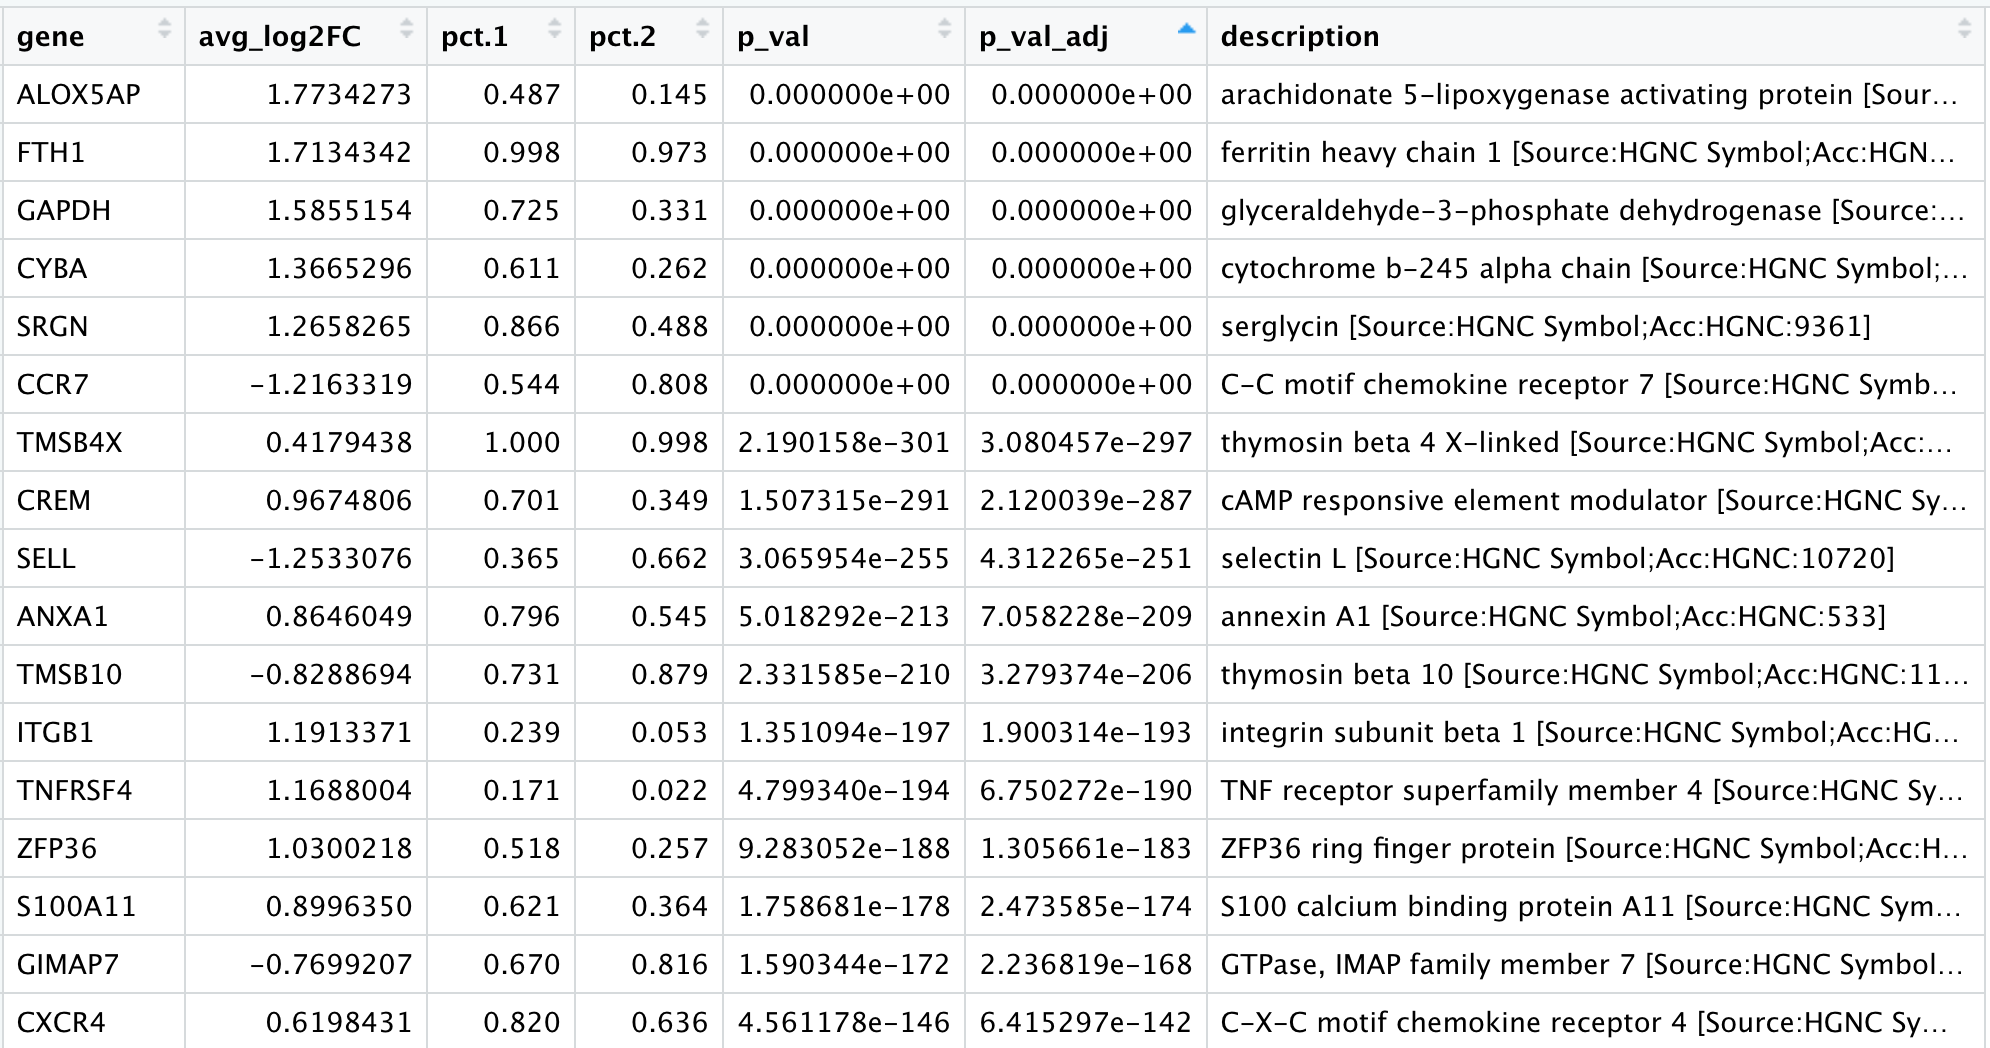 gene avg_log2FC pct.1 pct.2 p_val p_val_adj description
ALOX5AP 1.7734273 0.487 0.145 0.000000e+00 0.000000e+00 arachidonate 5-lipoxygenase activating protein [Sour...
FTH1 1.7134342 0.998 0.973 0.000000e+00 0.000000e+00 ferritin heavy chain 1 [Source:HGNC Symbol;Acc:HGN...
GAPDH 1.5855154 0.725 0.331 0.000000e+00 0.000000e+00 glyceraldehyde-3-phosphate dehydrogenase [Source:...
CYBA 1.3665296 0.611 0.262 0.000000e+00 0.000000e+00 cytochrome b-245 alpha chain [Source:HGNC Symbol;...
SRGN 1.2658265 0.866 0.488 0.000000e+00 0.000000e+00 serglycin [Source:HGNC Symbol;Acc:HGNC:9361]
CCR7 -1.2163319 0.544 0.808 0.000000e+00 0.000000e+00 C-C motif chemokine receptor 7 [Source:HGNC Symb...
TMSB4X 0.4179438 1.000 0.998 2.190158e-301 3.080457e-297 thymosin beta 4 X-linked [Source:HGNC Symbol;Acc:...
CREM 0.9674806 0.701 0.349 1.507315e-291 2.120039e-287 cAMP responsive element modulator [Source:HGNC Sy...
SELL -1.2533076 0.365 0.662 3.065954e-255 4.312265e-251 selectin L [Source:HGNC Symbol;Acc:HGNC:10720]
ANXA1 0.8646049 0.796 0.545 5.018292e-213 7.058228e-209 annexin A1 [Source:HGNC Symbol;Acc:HGNC:533]
TMSB10 -0.8288694 0.731 0.879 2.331585e-210 3.279374e-206 thymosin beta 10 [Source:HGNC Symbol;Acc:HGNC:11...
ITGB1 1.1913371 0.239 0.053 1.351094e-197 1.900314e-193 integrin subunit beta 1 [Source:HGNC Symbol;Acc:HG...
TNFRSF4 1.1688004 0.171 0.022 4.799340e-194 6.750272e-190 TNF receptor superfamily member 4 [Source:HGNC Sy...
ZFP36 1.0300218 0.518 0.257 9.283052e-188 1.305661e-183 ZFP36 ring finger protein [Source:HGNC Symbol;Acc:H...
S100A11 0.8996350 0.621 0.364 1.758681e-178 2.473585e-174 S100 calcium binding protein A11 [Source:HGNC Sym...
GIMAP7 -0.7699207 0.670 0.816 1.590344e-172 2.236819e-168 GTPase, IMAP family member 7 [Source:HGNC Symbol...
CXCR4 0.6198431 0.820 0.636 4.561178e-146 6.415297e-142 C-X-C motif chemokine receptor 4 [Source:HGNC Sy...